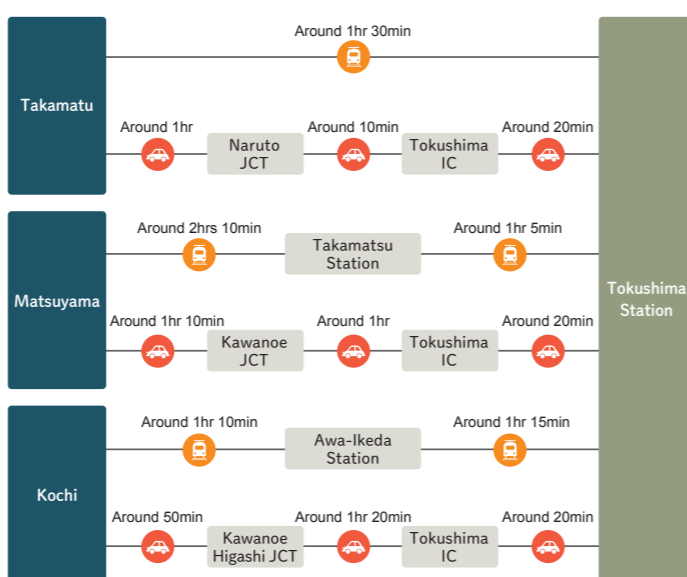 Around 1hr 30min
Takamatu
Around 1hr
Naruto
JCT
Around 10min
Tokushima
IC
Around 20min
Around 2hrs 10min
Takamatsu
Station
Around 1hr 5min
Matsuyama
Around 1hr 10min
Kawanoe
JCT
Around 1hr
Tokushima
IC
Around 20min
Tokushima
Station
Around 1hr 10min
Awa-Ikeda
Station
Around 1hr 15min
Kochi
Around 50min
Kawanoe
Higashi JCT
Around 1hr 20min
Tokushima
IC
Around 20min